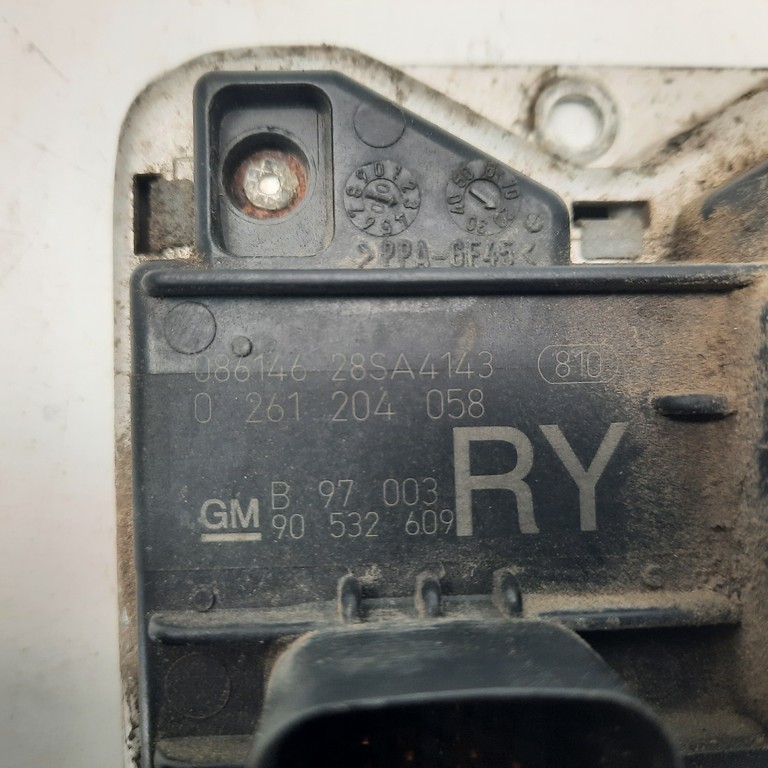 >PPA-GF45<
086146 28SA4143 810
0 261 204 058
RY
GM B 97 003
90 532 609